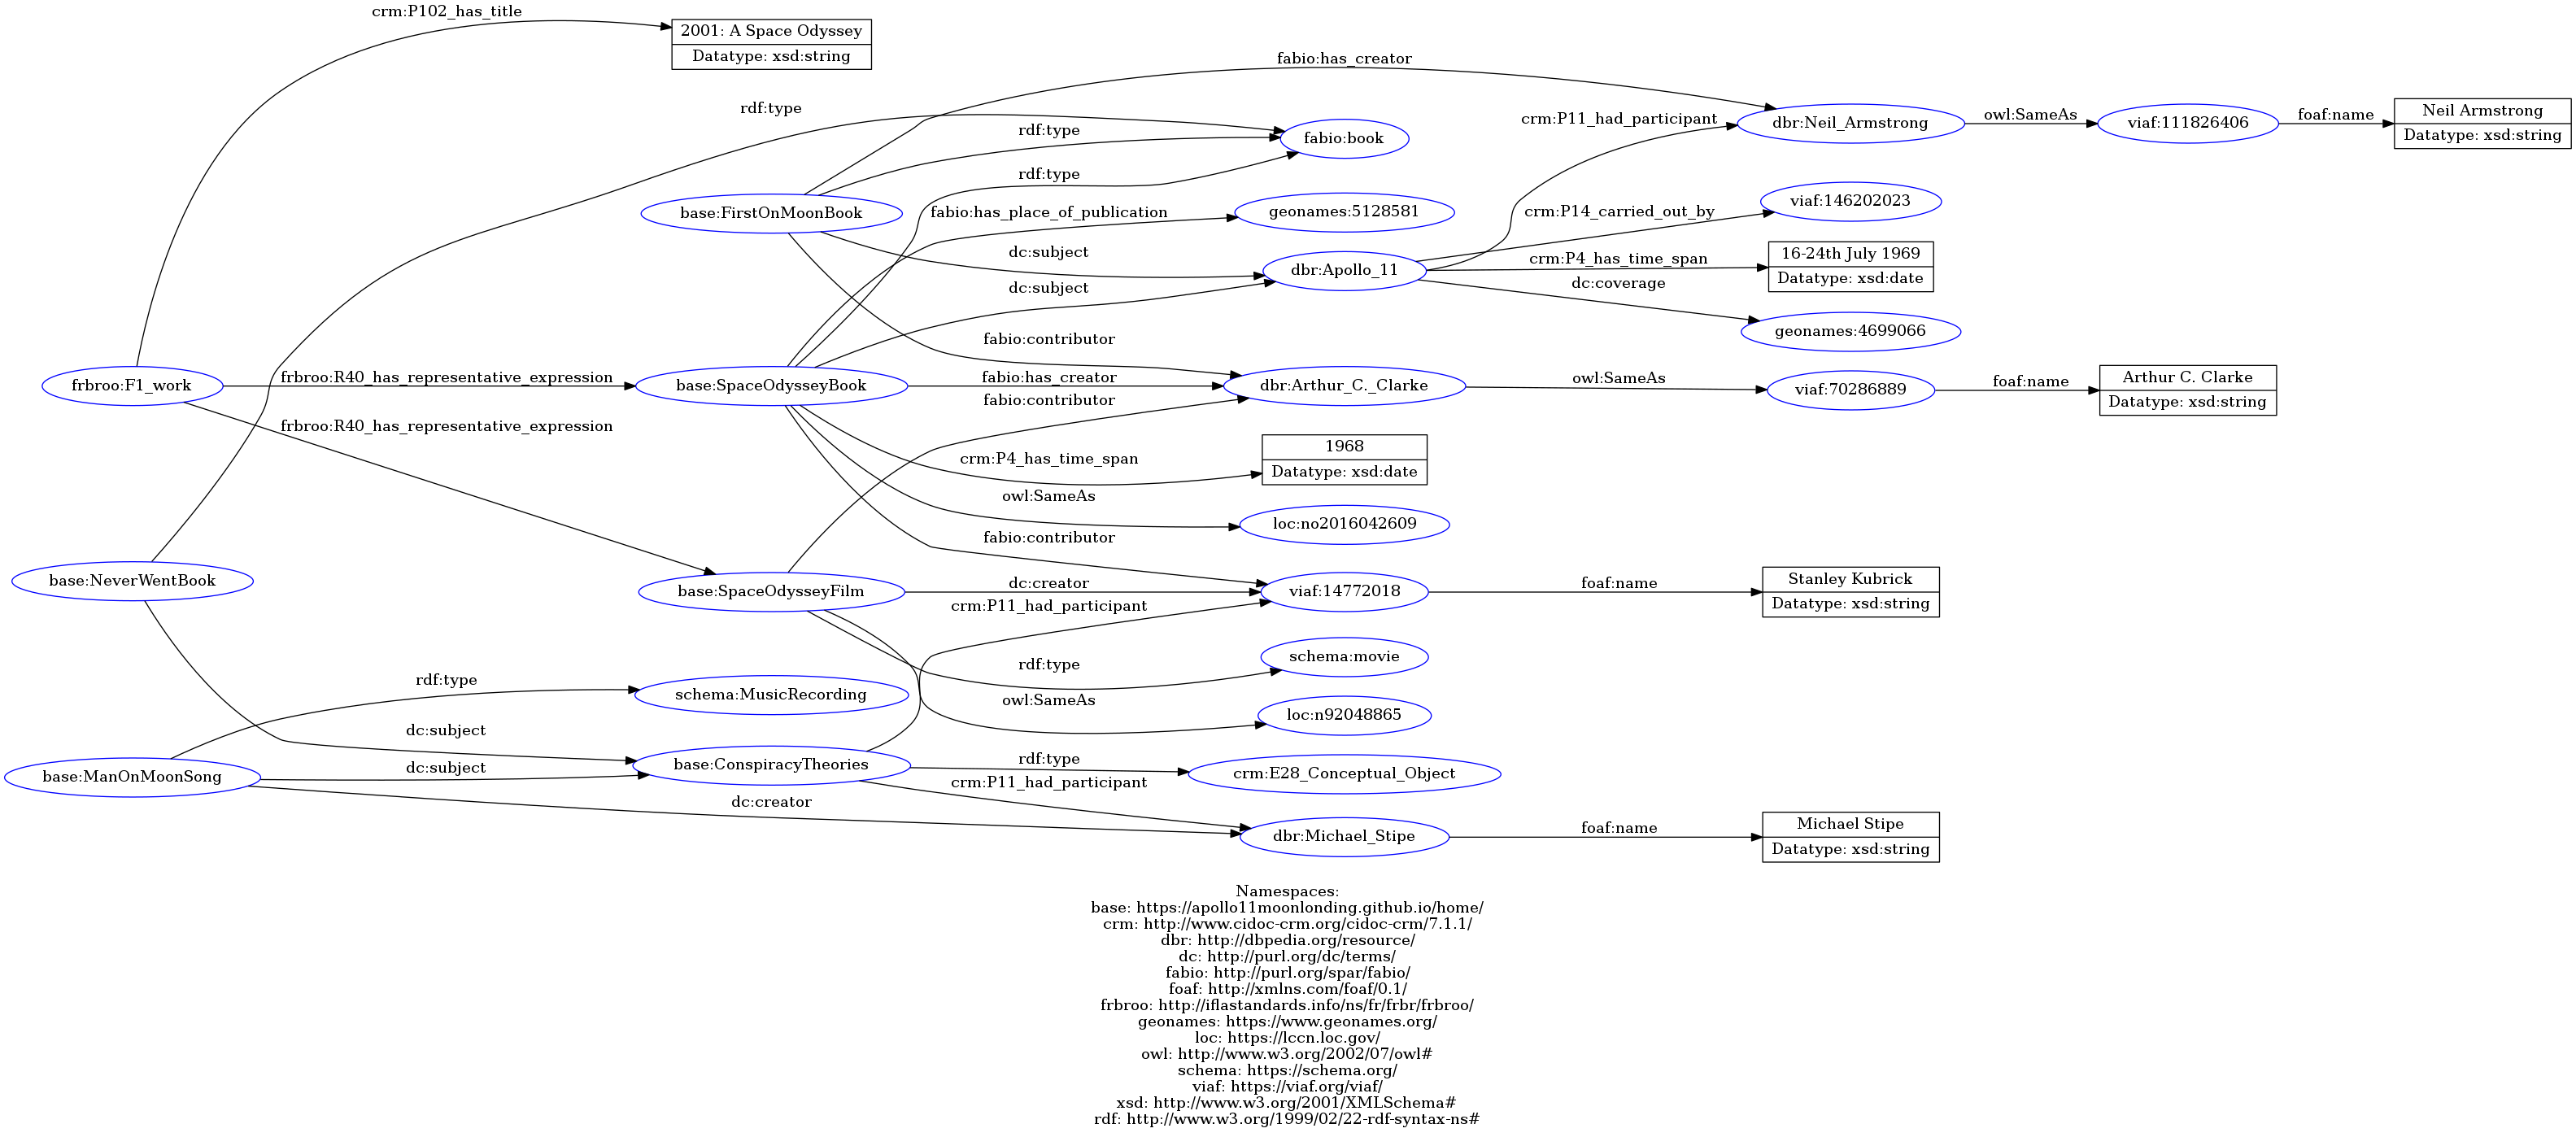 crm:P102_has_title
2001: A Space Odyssey
Datatype: xsd:string
fabio:has_creator
rdf:type
crm:P11_had_participant
dbr:Neil_Armstrong
owl:SameAs
viaf:111826406
foaf:name
Neil Armstrong
Datatype: xsd:string
rdf:type
fabio:book
rdf:type
base:FirstOnMoonBook
fabio:has_place_of_publication
geonames:5128581
crm:P14_carried_out_by
viaf:146202023
dc:subject
dbr:Apollo_11
crm:P4_has_time_span
16-24th July 1969
Datatype: xsd:date
dc:subject
dc:coverage
geonames:4699066
fabio:contributor
frbroo:F1_work
frbroo:R40_has_representative_expression
base:SpaceOdysseyBook
fabio:has_creator
dbr:Arthur_C._Clarke
owl:SameAs
viaf:70286889
foaf:name
Arthur C. Clarke
Datatype: xsd:string
fabio:contributor
frbroo:R40_has_representative_expression
crm:P4_has_time_span
1968
Datatype: xsd:date
owl:SameAs
loc:no2016042609
fabio:contributor
base:NeverWentBook
base:SpaceOdysseyFilm
dc:creator
viaf:14772018
foaf:name
Stanley Kubrick
Datatype: xsd:string
crm:P11_had_participant
rdf:type
schema:movie
rdf:type
schema:MusicRecording
owl:SameAs
loc:n92048865
dc:subject
base:ManOnMoonSong
dc:subject
base:ConspiracyTheories
rdf:type
crm:E28_Conceptual_Object
crm:P11_had_participant
dc:creator
dbr:Michael_Stipe
foaf:name
Michael Stipe
Datatype: xsd:string
Namespaces:
base: https://apollo11moonlonding.github.io/home/
crm: http://www.cidoc-crm.org/cidoc-crm/7.1.1/
dbr: http://dbpedia.org/resource/
dc: http://purl.org/dc/terms/
fabio: http://purl.org/spar/fabio/
foaf: http://xmlns.com/foaf/0.1/
frbroo: http://iflastandards.info/ns/fr/frbr/frbroo/
geonames: https://www.geonames.org/
loc: https://lccn.loc.gov/
owl: http://www.w3.org/2002/07/owl#
schema: https://schema.org/
viaf: https://viaf.org/viaf/
xsd: http://www.w3.org/2001/XMLSchema#
rdf: http://www.w3.org/1999/02/22-rdf-syntax-ns#